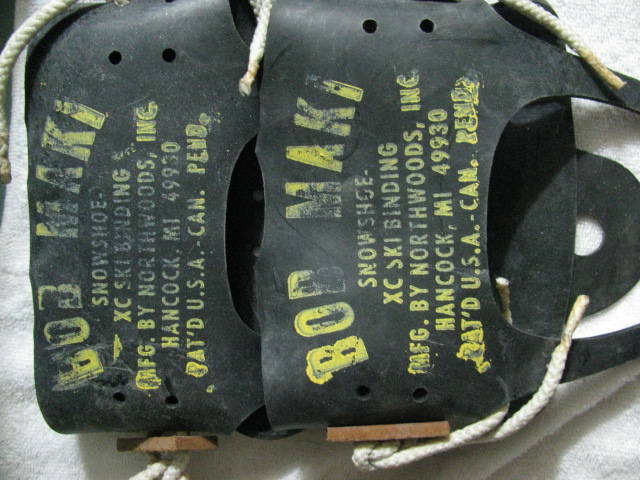 BOB MAKI
SNOWSHOE-
XC SKI BINDING
MFG. BY NORTHWOODS, INC.
HANCOCK, MI 49930
PAT'D U.S.A.-CAN. PEND.
BOB MAKI
SNOWSHOE-
XC SKI BINDING
MFG. BY NORTHWOODS, INC.
HANCOCK, MI 49930
PAT'D U.S.A.-CAN. PEND.